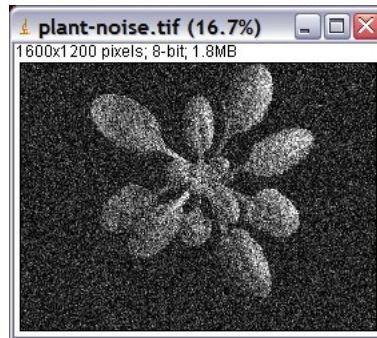 plant-noise.tif (16.7%)
1600x1200 pixels; 8-bit; 1.8MB